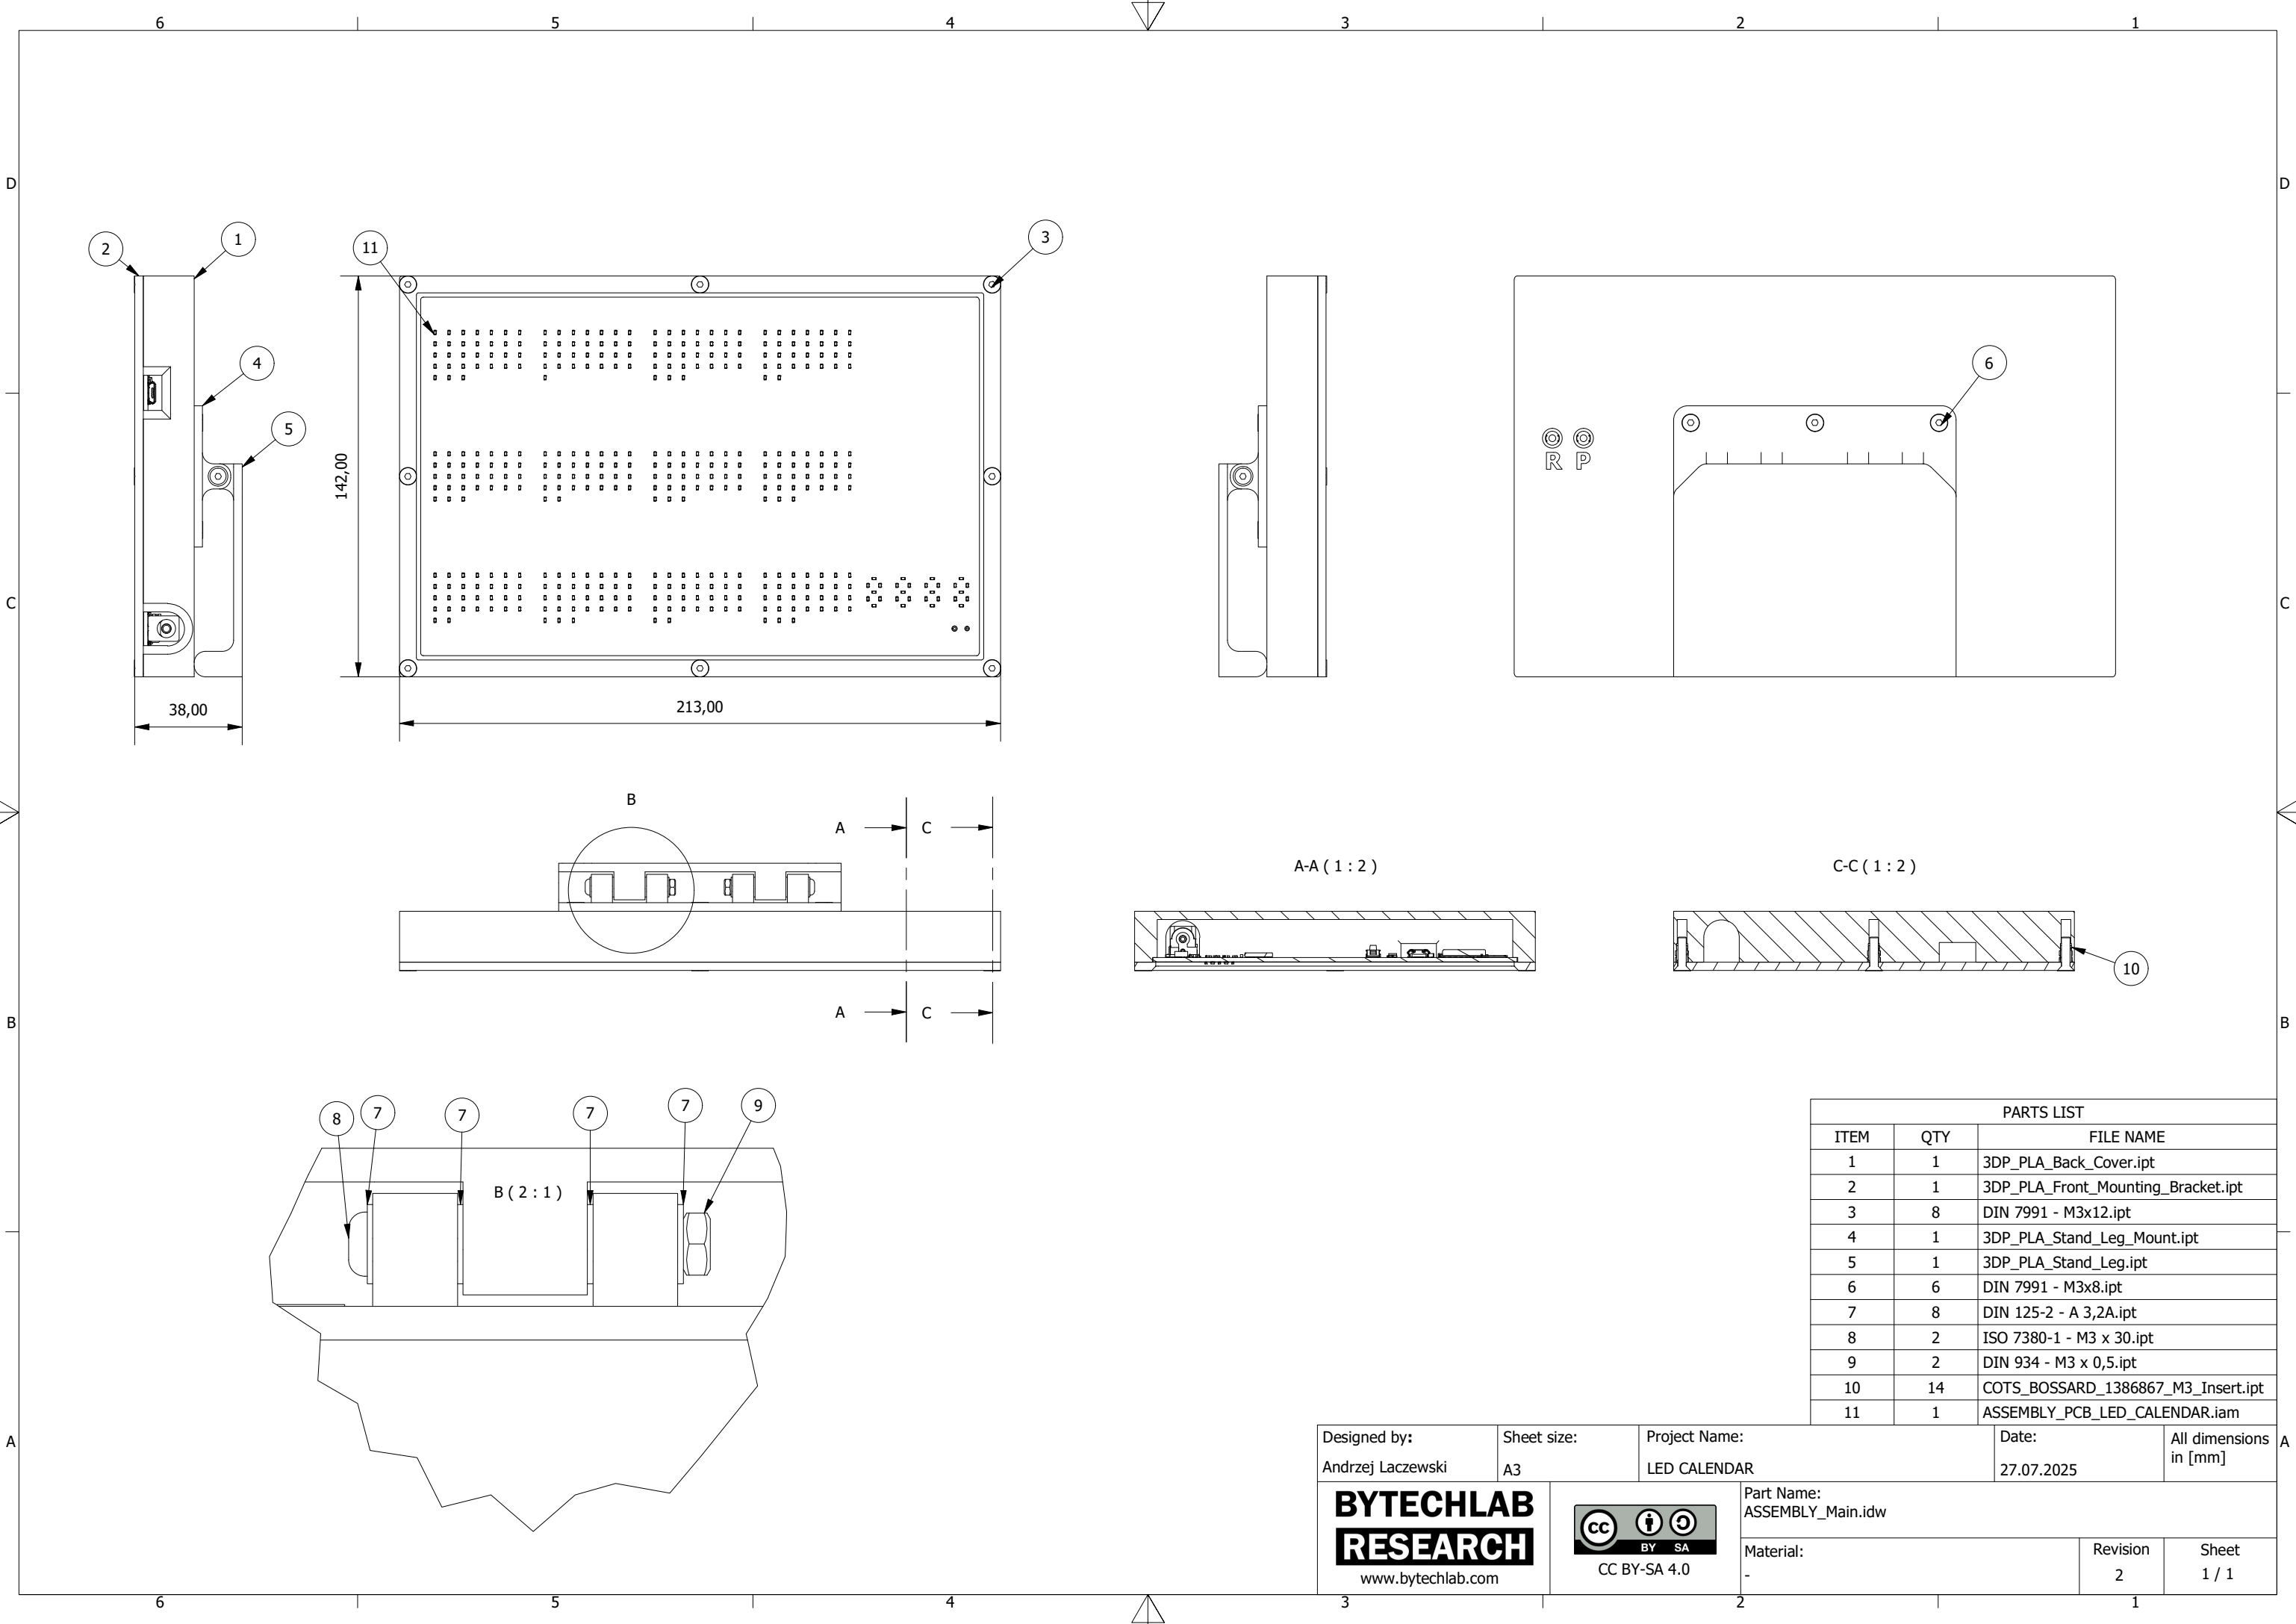 6 5 4 3 2 1
D D
2 1 11 3
4 6
5
142,00
R P
C C
38,00 213,00
B
A C
A-A ( 1 : 2 ) C-C ( 1 : 2 )
10
A C
B B
8 7 7 7 7 9
B ( 2 : 1 )
PARTS LIST
ITEM QTY FILE NAME
1 1 3DP_PLA_Back_Cover.ipt
2 1 3DP_PLA_Front_Mounting_Bracket.ipt
3 8 DIN 7991 - M3x12.ipt
4 1 3DP_PLA_Stand_Leg_Mount.ipt
5 1 3DP_PLA_Stand_Leg.ipt
6 6 DIN 7991 - M3x8.ipt
7 8 DIN 125-2 - A 3,2A.ipt
8 2 ISO 7380-1 - M3 x 30.ipt
9 2 DIN 934 - M3 x 0,5.ipt
10 14 COTS_BOSSARD_1386867_M3_Insert.ipt
11 1 ASSEMBLY_PCB_LED_CALENDAR.iam
A A
Designed by:
Andrzej Laczewski
Sheet size:
A3
Project Name:
LED CALENDAR
Date:
27.07.2025
All dimensions
in [mm]
BYTECHLAB
RESEARCH
www.bytechlab.com
cc
BY SA
CC BY-SA 4.0
Part Name:
ASSEMBLY_Main.idw
Material:
-
Revision
2
Sheet
1 / 1
6 5 4 3 2 1